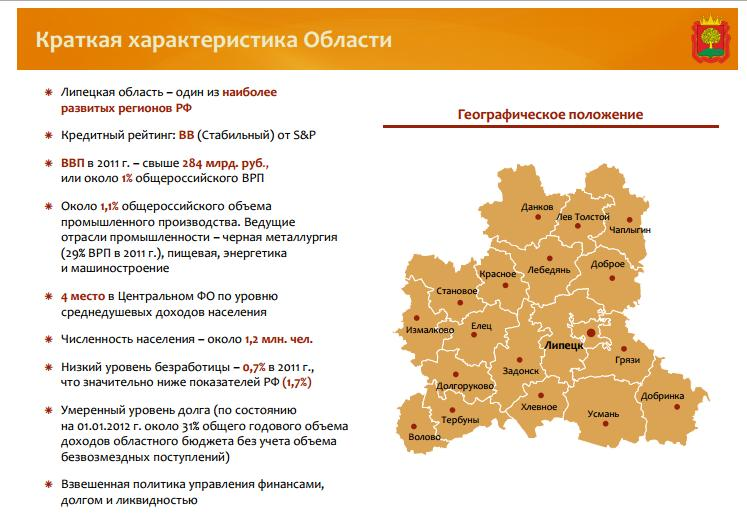 Краткая характеристика Области
Липецкая область – один из наиболее
развитых регионов РФ
Кредитный рейтинг: BB (Стабильный) от S&P
ВВП в 2011 г. – свыше 284 млрд. руб.,
или около 1% общероссийского ВРП
Около 1,1% общероссийского объема
промышленного производства. Ведущие
отрасли промышленности – черная металлургия
(29% ВРП в 2011 г.), пищевая, энергетика
и машиностроение
4 место в Центральном ФО по уровню
среднедушевых доходов населения
Численность населения – около 1,2 млн. чел.
Низкий уровень безработицы – 0,7% в 2011 г.,
что значительно ниже показателей РФ (1,7%)
Умеренный уровень долга (по состоянию
на 01.01.2012 г. около 31% общего годового объема
доходов областного бюджета без учета объема
безвозмездных поступлений)
Взвешенная политика управления финансами,
долгом и ликвидностью
Географическое положение
Данков
Лев Толстой
Чаплыгин
Лебедянь
Доброе
Красное
Становое
Измалково
Елец
Липецк
Грязи
Задонск
Долгоруково
Добринка
Хлевное
Усмань
Тербуны
Волово